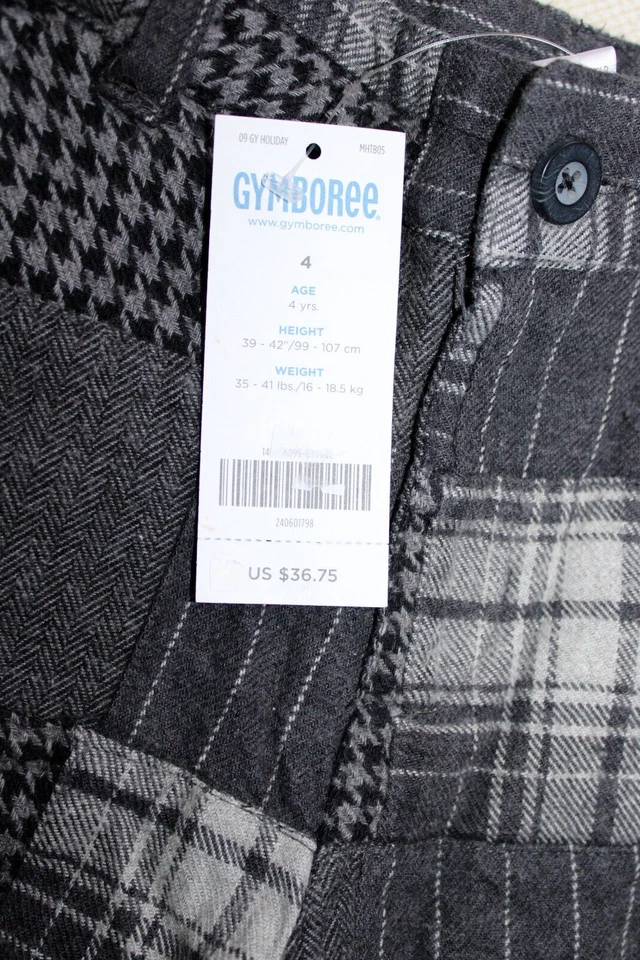 09 GY HOLIDAY MHTB05
GYMBOREE
www.gymboree.com
4
AGE
4 yrs.
HEIGHT
39 - 42"/99 - 107 cm
WEIGHT
35 - 41 lbs./16 - 18.5 kg
240601798
US $36.75